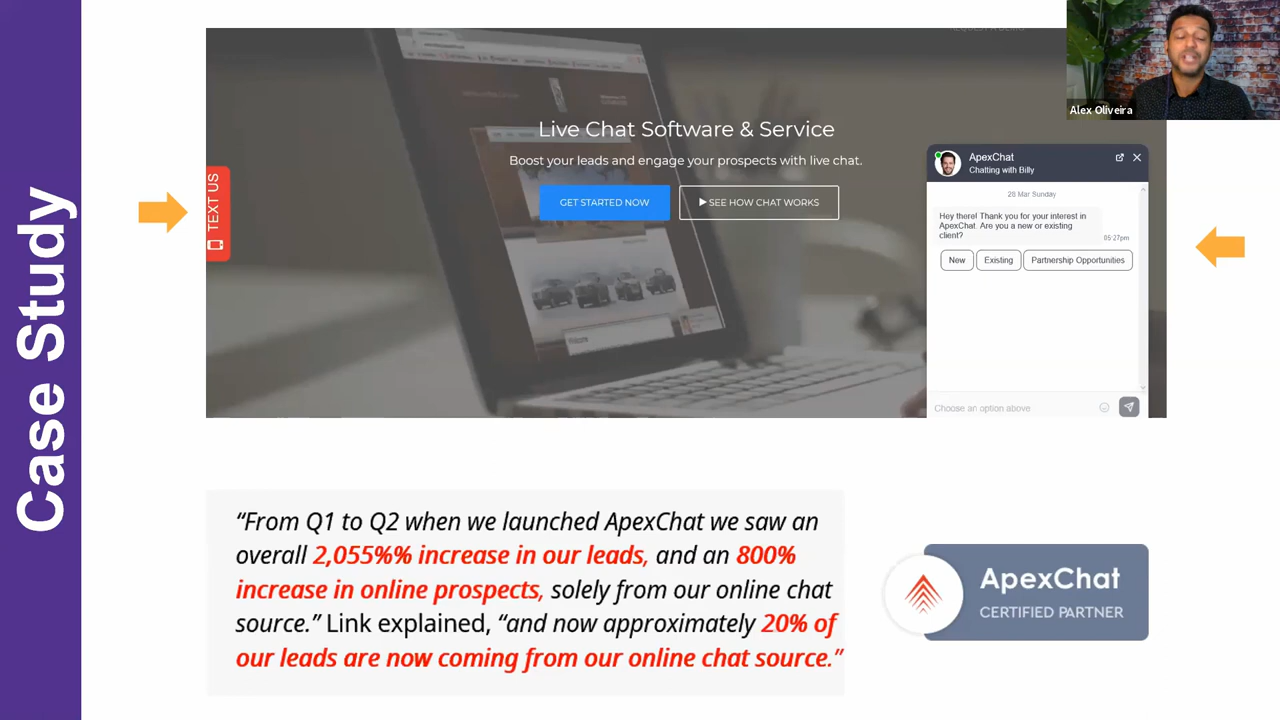 Case Study
REQUEST A DEMO
Alex Oliveira
Live Chat Software & Service
Boost your leads and engage your prospects with live chat.
GET STARTED NOW
SEE HOW CHAT WORKS
TEXT US
ApexChat
Chatting with Billy
28 Mar Sunday
Hey there! Thank you for your interest in
ApexChat. Are you a new or existing
client?
05:27pm
New
Existing
Partnership Opportunities
Choose an option above
“From Q1 to Q2 when we launched ApexChat we saw an
overall 2,055%% increase in our leads, and an 800%
increase in online prospects, solely from our online chat
source.” Link explained, “and now approximately 20% of
our leads are now coming from our online chat source.”
ApexChat
CERTIFIED PARTNER